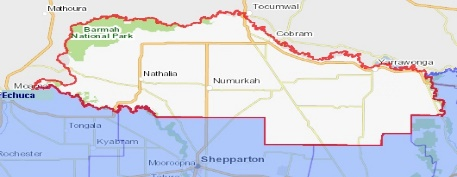 Mathoura
Tocumwal
Barmah
National Park
Cobram
Yarrawonga
Nathalia
Numurkah
Echuca
Tongala
Kyabram
Rochester
Mooroopna
Shepparton